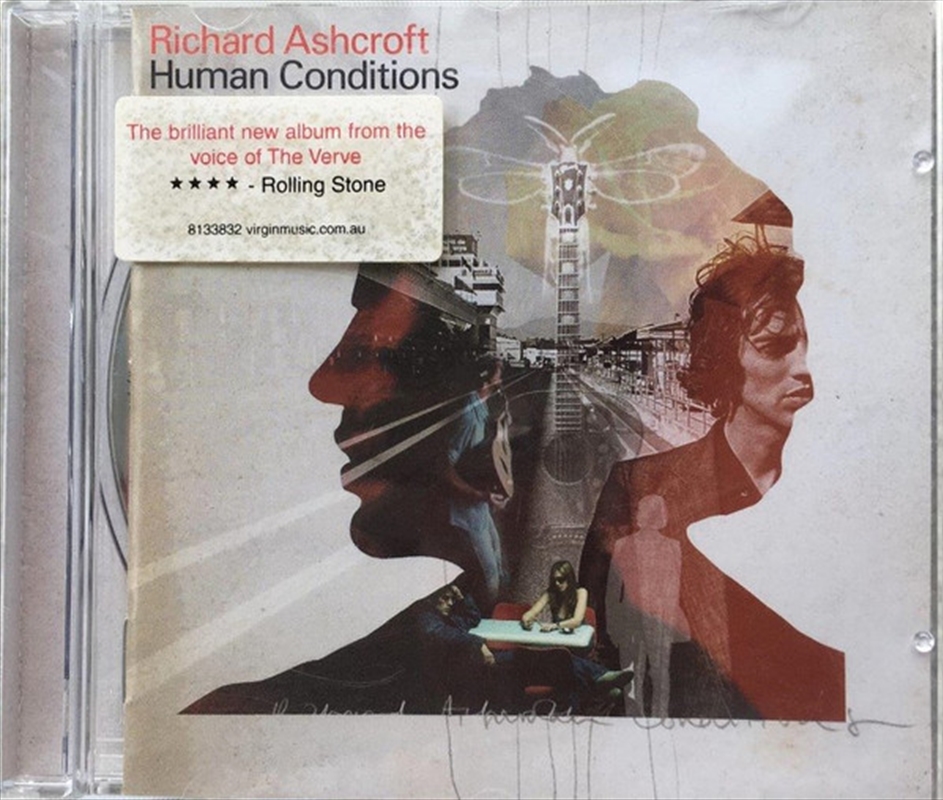 Richard Ashcroft
Human Conditions
The brilliant new album from the
voice of The Verve
★★★★ - Rolling Stone
8133832 virginmusic.com.au